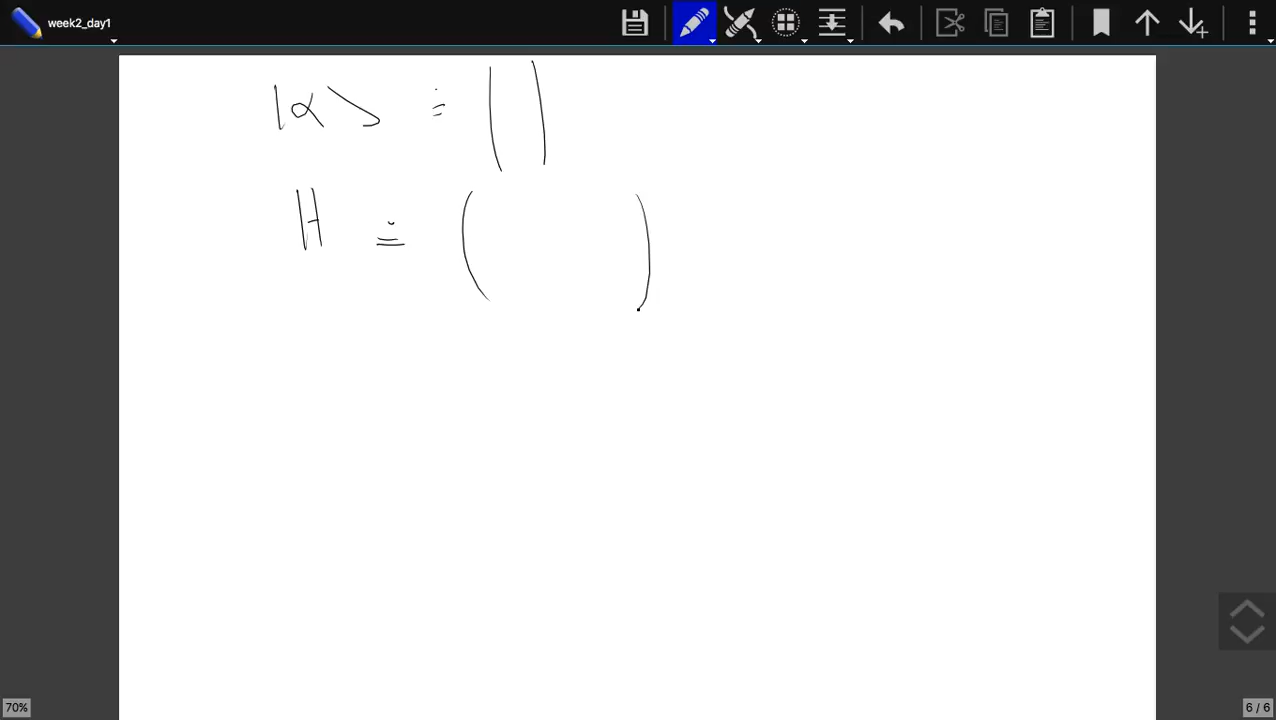 week2_day1
|α⟩ ≐ ( )
H ≐ ( )
70%
6 / 6